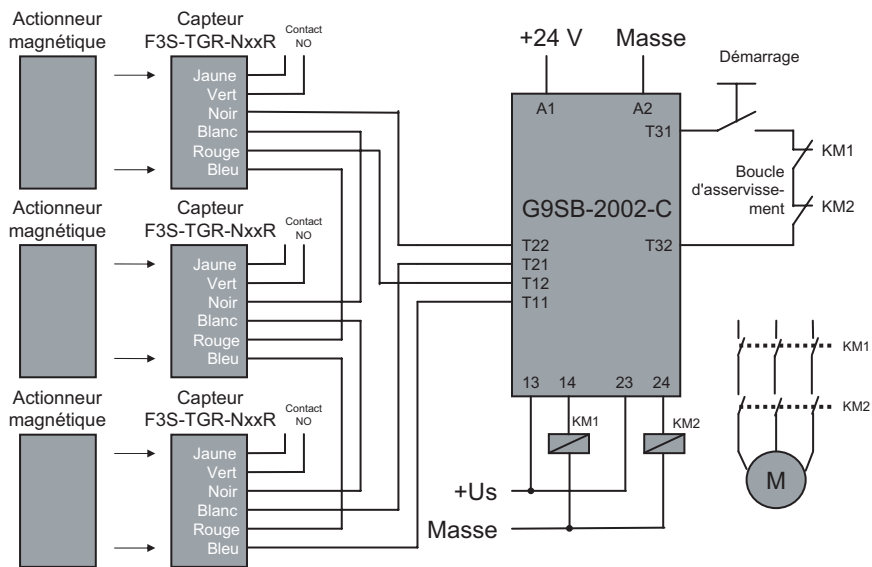 Actionneur
magnétique
Capteur
F3S-TGR-NxxR
Contact
NO
Jaune
Vert
Noir
Blanc
Rouge
Bleu
Actionneur
magnétique
Capteur
F3S-TGR-NxxR
Contact
NO
Jaune
Vert
Noir
Blanc
Rouge
Bleu
Actionneur
magnétique
Capteur
F3S-TGR-NxxR
Contact
NO
Jaune
Vert
Noir
Blanc
Rouge
Bleu
+24 V
Masse
A1
A2
T31
G9SB-2002-C
T22
T32
T21
T12
T11
13
14
23
24
Démarrage
KM1
Boucle
d'asservisse-
ment
KM2
KM1
KM2
+Us
Masse
KM1
KM2
M